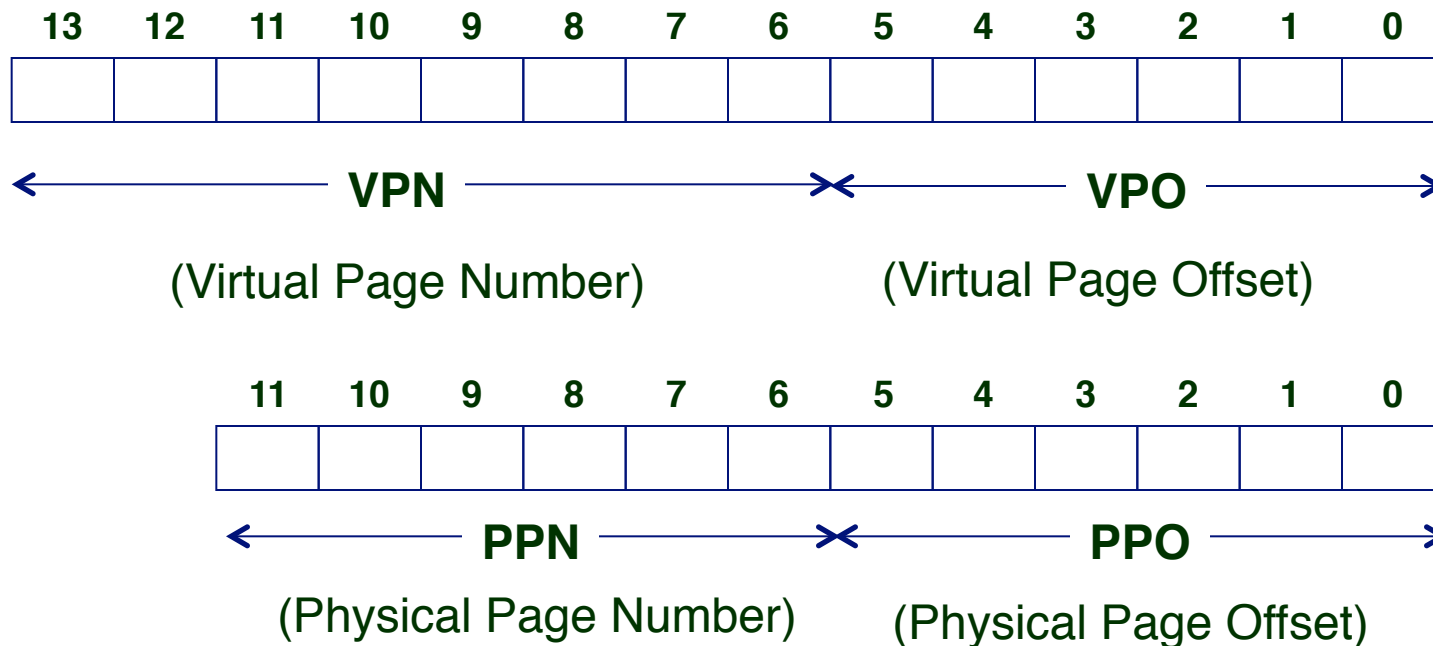 13 12 11 10 9 8 7 6 5 4 3 2 1 0
VPN VPO
(Virtual Page Number) (Virtual Page Offset)
11 10 9 8 7 6 5 4 3 2 1 0
PPN PPO
(Physical Page Number) (Physical Page Offset)